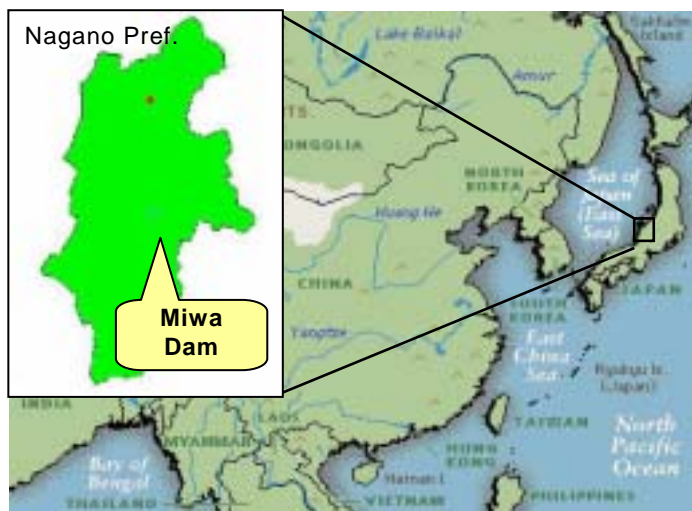 Nagano Pref.
Miwa
Dam
Sakhalin
Island
Lake Baikal
Amur
MONGOLIA
NORTH
KOREA
Sea of
Japan
(East
Sea)
Huang He
CHINA
JAPAN
SOUTH
KOREA
Yangtze
East
China
Sea
Ryukyu Is.
(Japan)
INDIA
LAOS
TAIWAN
North
Pacific
Ocean
MYANMAR
HONG
KONG
Bay of
Bengal
Hainan I.
THAILAND
VIETNAM
PHILIPPINES